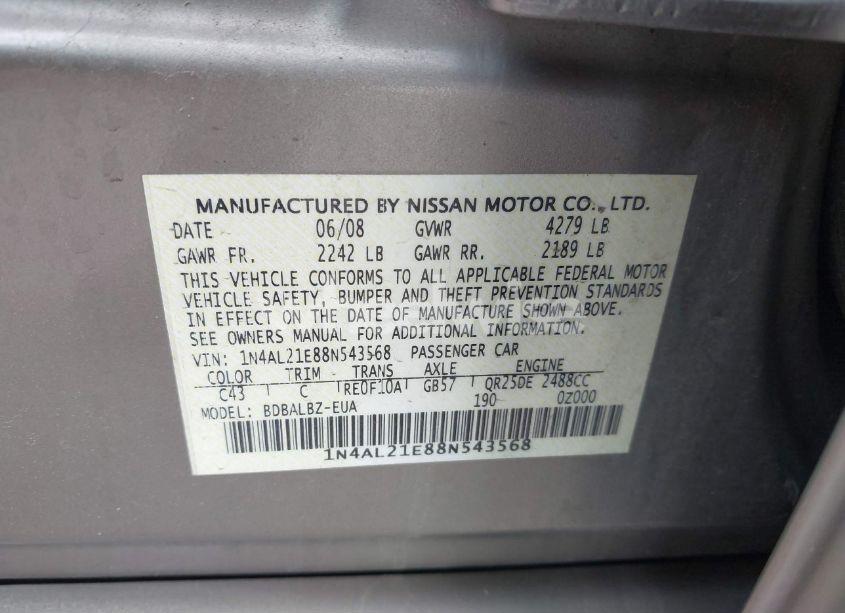 MANUFACTURED BY NISSAN MOTOR CO., LTD.
DATE 06/08 GVWR 4279 LB
GAWR FR. 2242 LB GAWR RR. 2189 LB
THIS VEHICLE CONFORMS TO ALL APPLICABLE FEDERAL MOTOR
VEHICLE SAFETY, BUMPER AND THEFT PREVENTION STANDARDS
IN EFFECT ON THE DATE OF MANUFACTURE SHOWN ABOVE.
SEE OWNERS MANUAL FOR ADDITIONAL INFORMATION.
VIN: 1N4AL21E88N543568 PASSENGER CAR
COLOR TRIM TRANS AXLE ENGINE
C43 C RE0F10A GB57 QR25DE 2488CC
MODEL: BDBALBZ-EUA 190 0Z000
1N4AL21E88N543568